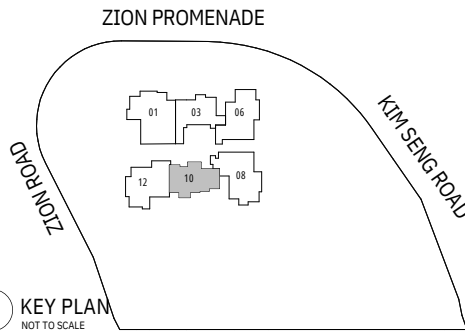 ZION PROMENADE
01
03
06
KIM SENG ROAD
ZION ROAD
12
10
08
KEY PLAN
NOT TO SCALE